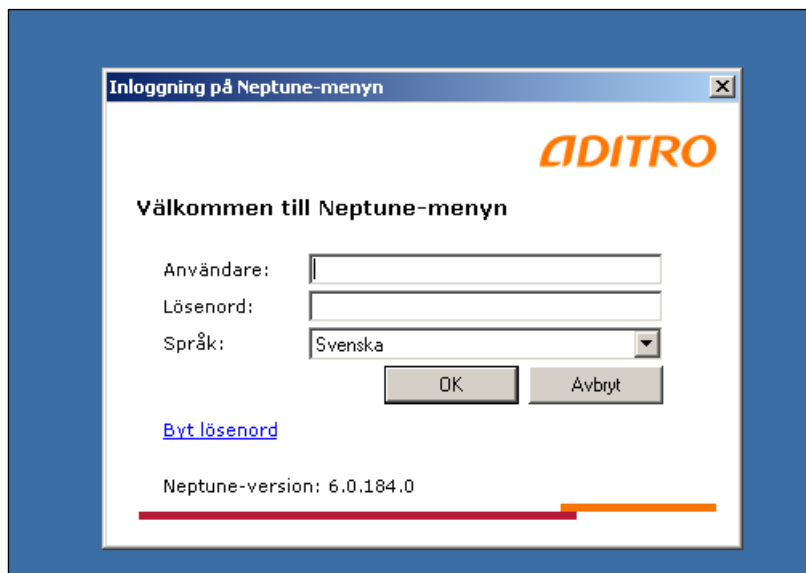 Inloggning på Neptune-menyn
ADITRO
Välkommen till Neptune-menyn
Användare:
Lösenord:
Språk: Svenska
OK Avbryt
Byt lösenord
Neptune-version: 6.0.184.0